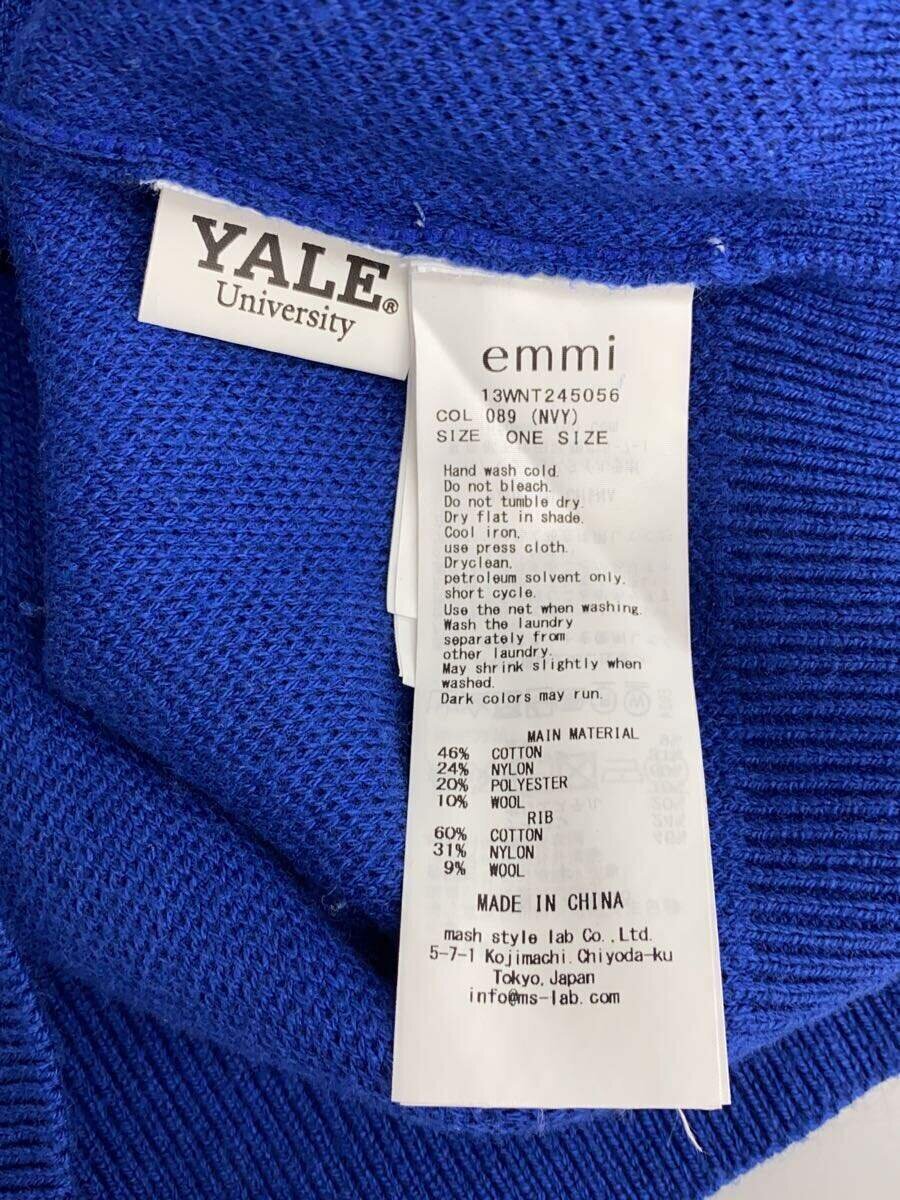 YALE®
University
emmi
13WNT245056
COL 089 (NVY)
SIZE ONE SIZE
Hand wash cold.
Do not bleach.
Do not tumble dry.
Dry flat in shade.
Cool iron,
use press cloth.
Dryclean,
petroleum solvent only,
short cycle.
Use the net when washing.
Wash the laundry
separately from
other laundry.
May shrink slightly when
washed.
Dark colors may run.
MAIN MATERIAL
46% COTTON
24% NYLON
20% POLYESTER
10% WOOL
RIB
60% COTTON
31% NYLON
9% WOOL
MADE IN CHINA
mash style lab Co.,Ltd.
5-7-1 Kojimachi,Chiyoda-ku
Tokyo,Japan
info@ms-lab.com